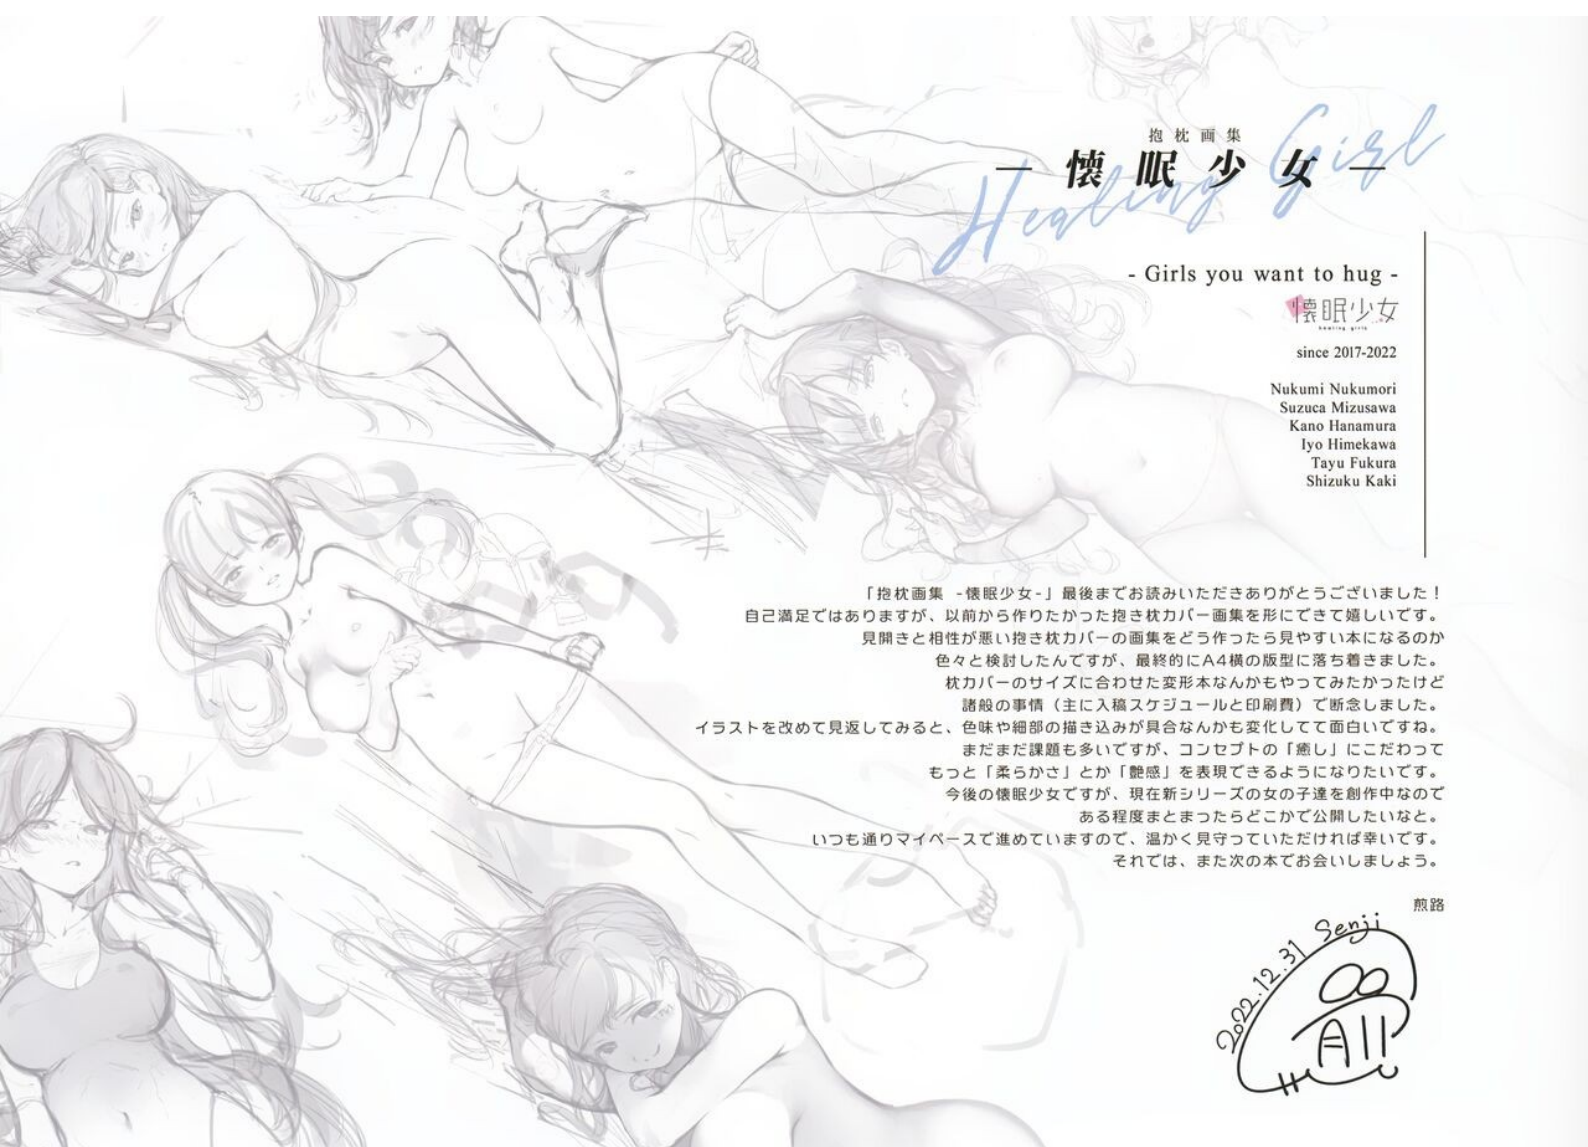 抱枕画集
— 懐眠少女 —
Healing Girl
- Girls you want to hug -
懐眠少女
healing girls
since 2017-2022
Nukumi Nukumori
Suzuca Mizusawa
Kano Hanamura
Iyo Himekawa
Tayu Fukura
Shizuku Kaki
「抱枕画集 -懐眠少女-」最後までお読みいただきありがとうございました！
自己満足ではありますが、以前から作りたかった抱き枕カバー画集を形にできて嬉しいです。
見開きと相性が悪い抱き枕カバーの画集をどう作ったら見やすい本になるのか
色々と検討したんですが、最終的にA4横の版型に落ち着きました。
枕カバーのサイズに合わせた変形本なんかもやってみたかったけど
諸般の事情（主に入稿スケジュールと印刷費）で断念しました。
イラストを改めて見返してみると、色味や細部の描き込みが具合なんかも変化してて面白いですね。
まだまだ課題も多いですが、コンセプトの「癒し」にこだわって
もっと「柔らかさ」とか「艶感」を表現できるようになりたいです。
今後の懐眠少女ですが、現在新シリーズの女の子達を創作中なので
ある程度まとまったらどこかで公開したいなと。
いつも通りマイペースで進めていますので、温かく見守っていただければ幸いです。
それでは、また次の本でお会いしましょう。
煎路
2022.12.31 Senji